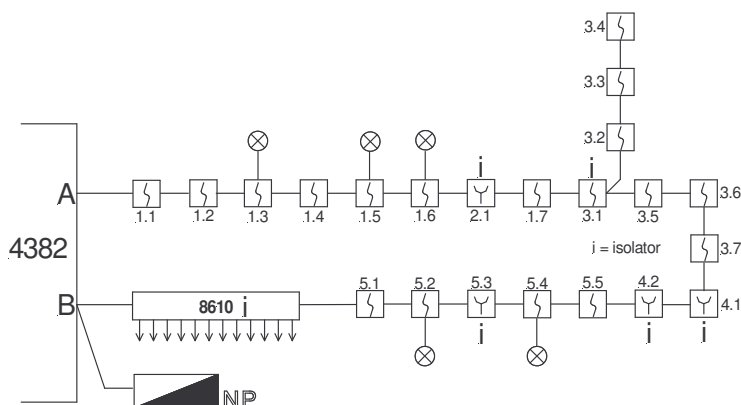 3.4
3.3
3.2
i
i
A
1.1
1.2
1.3
1.4
1.5
1.6
2.1
1.7
3.1
3.5
3.6
4382
i = isolator
3.7
5.1
5.2
5.3
5.4
5.5
4.2
B
8610 i
4.1
i
i
i
NP